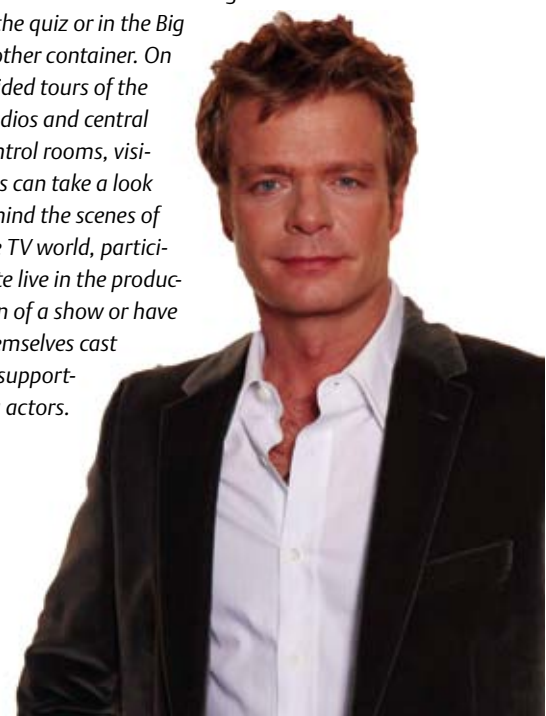 the quiz or in the Big
other container. On
ided tours of the
dios and central
ntrol rooms, visi-
s can take a look
hind the scenes of
e TV world, partici-
te live in the produc-
n of a show or have
emselves cast
support-
actors.